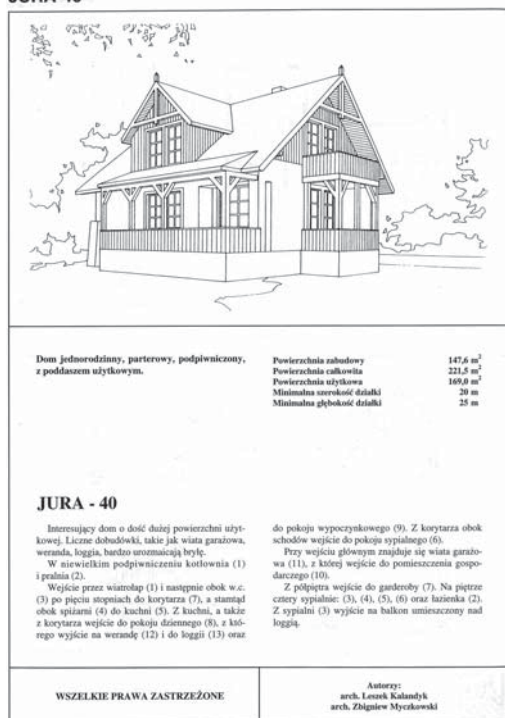 Dom jednorodzinny, parterowy, podpiwniczony,
z poddaszem użytkowym.
Powierzchnia zabudowy 147,6 m²
Powierzchnia całkowita 221,5 m²
Powierzchnia użytkowa 169,0 m²
Minimalna szerokość działki 20 m
Minimalna głębokość działki 25 m
JURA - 40
Interesujący dom o dość dużej powierzchni użyt-
kowej. Liczne dobudówki, takie jak wiata garażowa,
weranda, loggia, bardzo urozmaicają bryłę.
W niewielkim podpiwniczeniu kotłownia (1)
i pralnia (2).
Wejście przez wiatrołap (1) i następnie obok w.c.
(3) po pięciu stopniach do korytarza (7), a stamtąd
obok spiżarni (4) do kuchni (5). Z kuchni, a także
z korytarza wejście do pokoju dziennego (8), z któ-
rego wyjście na werandę (12) i do loggii (13) oraz
do pokoju wypoczynkowego (9). Z korytarza obok
schodów wejście do pokoju sypialnego (6).
Przy wejściu głównym znajduje się wiata garażo-
wa (11), z której wejście do pomieszczenia gospo-
darczego (10).
Z półpiętra wejście do garderoby (7). Na piętrze
cztery sypialnie: (3), (4), (5), (6) oraz łazienka (2).
Z sypialni (3) wyjście na balkon umieszczony nad
loggią.
WSZELKIE PRAWA ZASTRZEŻONE
Autorzy:
arch. Leszek Kalandyk
arch. Zbigniew Myczkowski